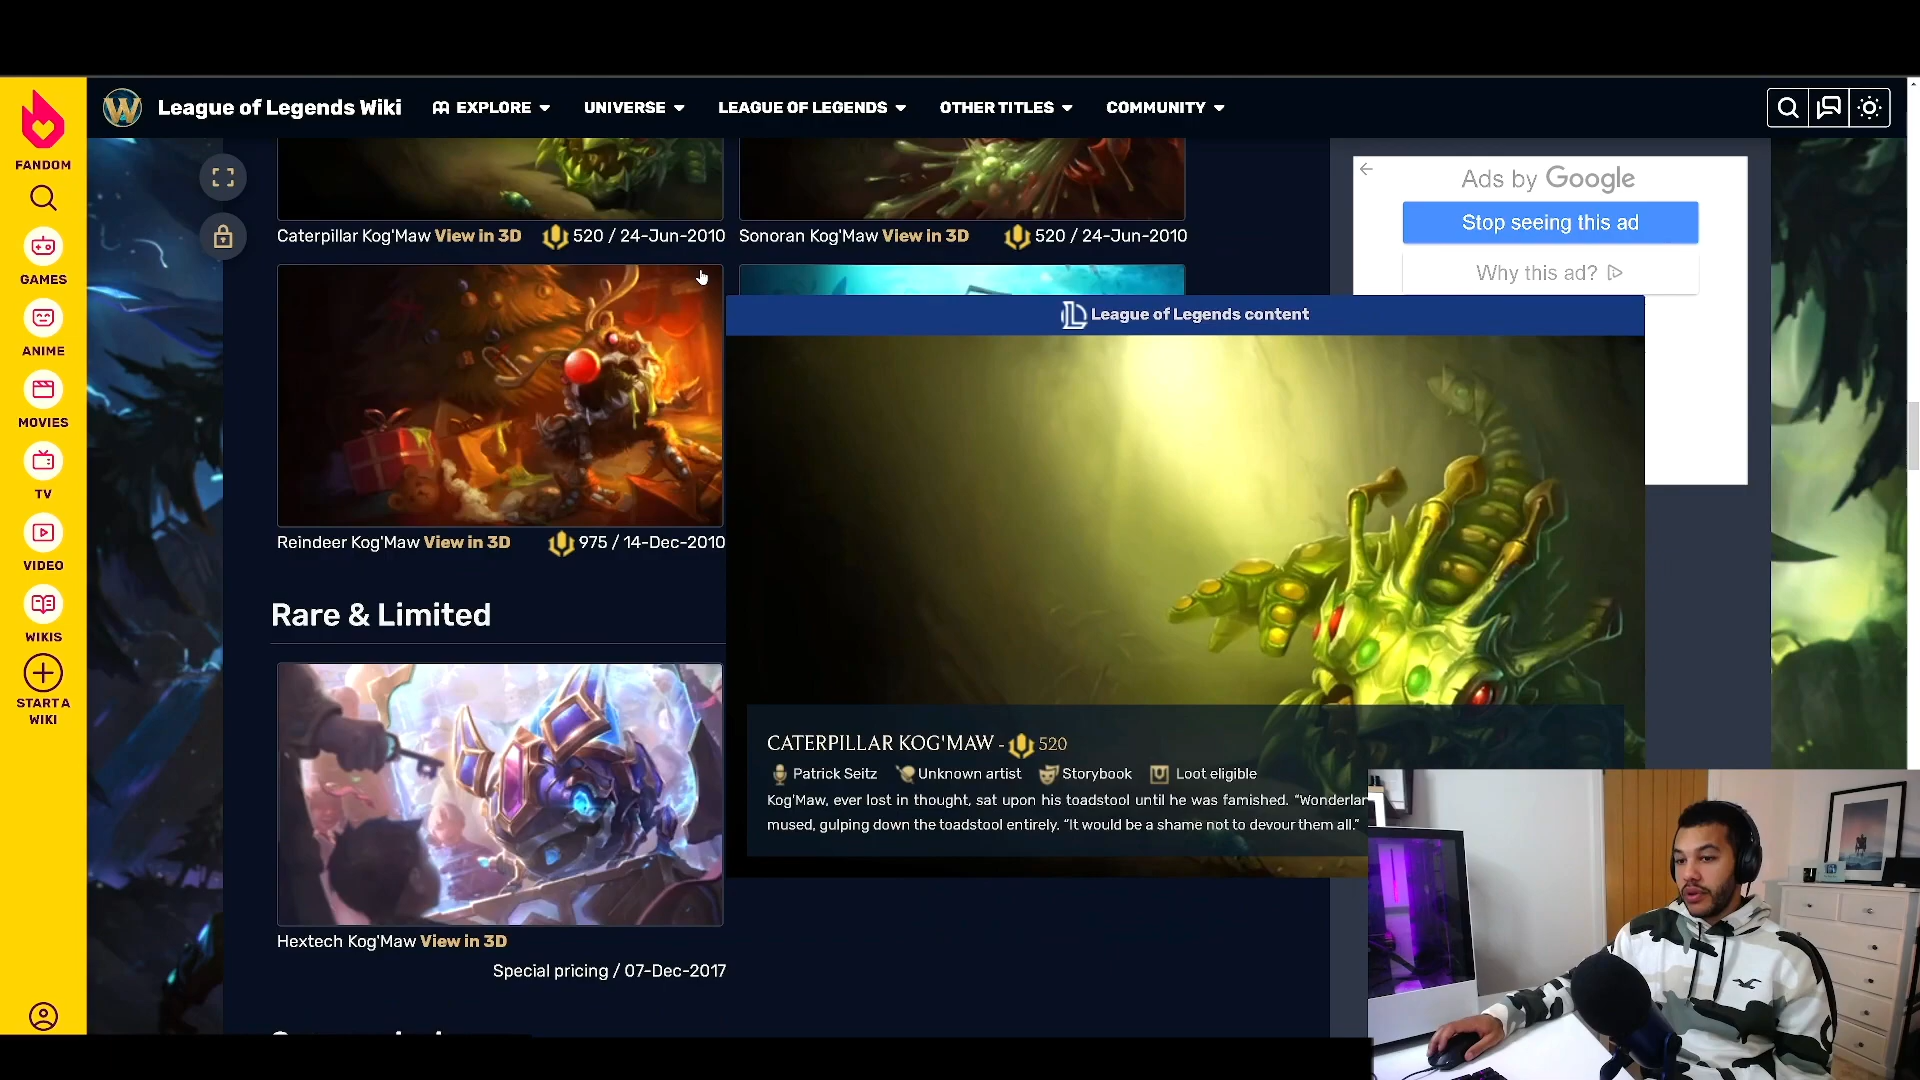 FANDOM
GAMES
ANIME
MOVIES
TV
VIDEO
WIKIS
START A
WIKI
League of Legends Wiki
EXPLORE
UNIVERSE
LEAGUE OF LEGENDS
OTHER TITLES
COMMUNITY
Caterpillar Kog'Maw View in 3D 520 / 24-Jun-2010
Sonoran Kog'Maw View in 3D 520 / 24-Jun-2010
Reindeer Kog'Maw View in 3D 975 / 14-Dec-2010
Rare & Limited
Hextech Kog'Maw View in 3D
Special pricing / 07-Dec-2017
League of Legends content
CATERPILLAR KOG'MAW - 520
Patrick Seitz Unknown artist Storybook Loot eligible
Kog'Maw, ever lost in thought, sat upon his toadstool until he was famished. “Wonderlan
mused, gulping down the toadstool entirely. “It would be a shame not to devour them all.”
Ads by Google
Stop seeing this ad
Why this ad?